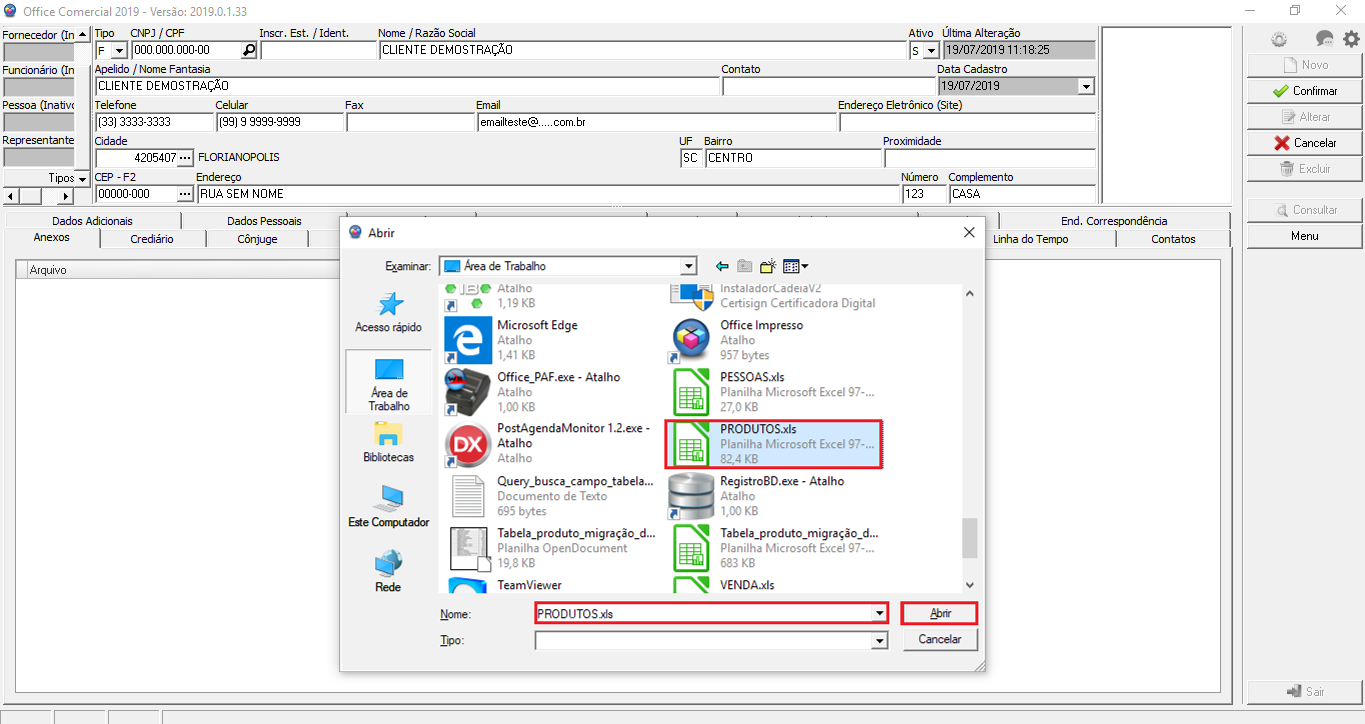 Office Comercial 2019 - Versão: 2019.0.1.33
Fornecedor (In
Funcionário (In
Pessoa (Inativo
Representante
Tipos
Tipo
CNPJ / CPF
Inscr. Est. / Ident.
Nome / Razão Social
Ativo
Última Alteração
F
000.000.000-00
CLIENTE DEMOSTRAÇÃO
S
19/07/2019 11:18:25
Apelido / Nome Fantasia
Contato
Data Cadastro
CLIENTE DEMOSTRAÇÃO
19/07/2019
Telefone
Celular
Fax
Email
Endereço Eletrônico (Site)
(33) 3333-3333
(99) 9 9999-9999
emailteste@.....com.br
Cidade
UF
Bairro
Proximidade
4205407
FLORIANOPOLIS
SC
CENTRO
CEP - F2
Endereço
Número
Complemento
00000-000
RUA SEM NOME
123
CASA
Novo
Confirmar
Alterar
Cancelar
Excluir
Consultar
Menu
Sair
Dados Adicionais
Dados Pessoais
End. Correspondência
Anexos
Crediário
Cônjuge
Linha do Tempo
Contatos
Arquivo
Abrir
Examinar:
Área de Trabalho
Acesso rápido
Área de
Trabalho
Bibliotecas
Este Computador
Rede
Atalho
1,19 KB
InstaladorCadeiaV2
Certisign Certificadora Digital
Microsoft Edge
Atalho
1,41 KB
Office Impresso
Atalho
957 bytes
Office_PAF.exe - Atalho
Atalho
1,00 KB
PESSOAS.xls
Planilha Microsoft Excel 97-...
27,0 KB
PostAgendaMonitor 1.2.exe -
Atalho
Atalho
DX
PRODUTOS.xls
Planilha Microsoft Excel 97-...
82,4 KB
Query_busca_campo_tabela...
Documento de Texto
695 bytes
RegistroBD.exe - Atalho
Atalho
1,00 KB
Tabela_produto_migração_d...
Planilha OpenDocument
19,8 KB
Tabela_produto_migração_d...
Planilha Microsoft Excel 97-...
683 KB
TeamViewer
VENDA.xls
Nome:
PRODUTOS.xls
Abrir
Tipo:
Cancelar